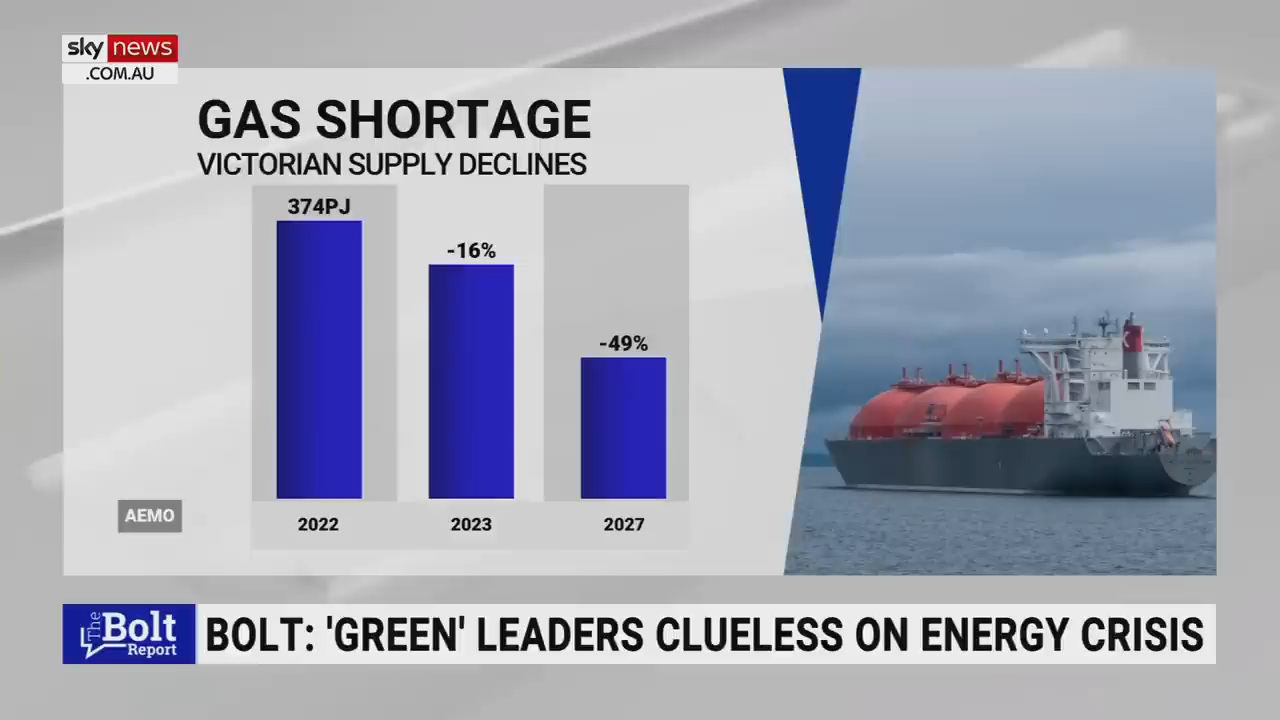 sky news
.COM.AU
GAS SHORTAGE
VICTORIAN SUPPLY DECLINES
374PJ
-16%
-49%
AEMO
2022
2023
2027
The Bolt Report
BOLT: 'GREEN' LEADERS CLUELESS ON ENERGY CRISIS